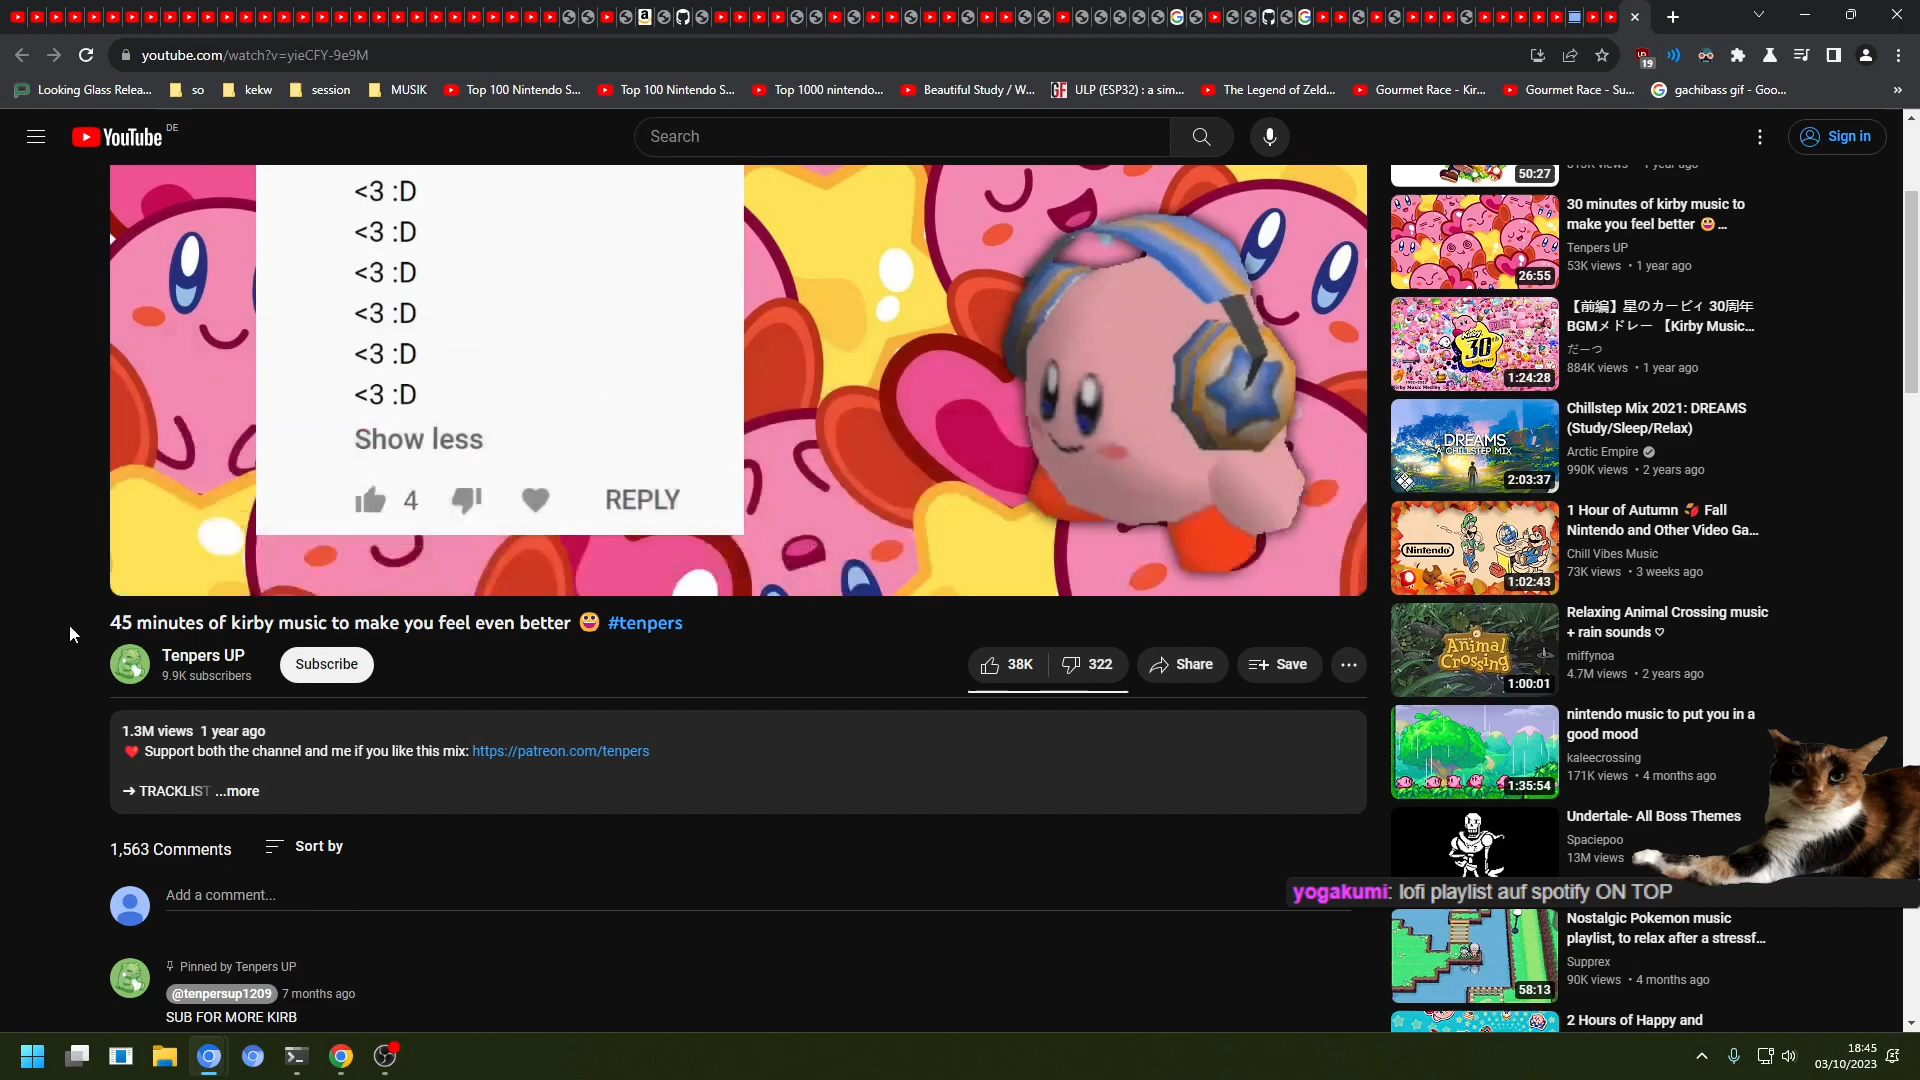 youtube.com/watch?v=yieCFY-9e9M
19
Looking Glass Relea...
so
kekw
session
MUSIK
Top 100 Nintendo S...
Top 100 Nintendo S...
Top 1000 nintendo...
Beautiful Study / W...
GF
ULP (ESP32) : a sim...
The Legend of Zeld...
Gourmet Race - Kir...
Gourmet Race - Su...
gachibass gif - Goo...
»
YouTube DE
Search
Sign in
<3 :D
<3 :D
<3 :D
<3 :D
<3 :D
<3 :D
Show less
4
REPLY
45 minutes of kirby music to make you feel even better 😃 #tenpers
Tenpers UP
9.9K subscribers
Subscribe
38K
322
Share
Save
1.3M views 1 year ago
❤️ Support both the channel and me if you like this mix: https://patreon.com/tenpers
➔ TRACKLIST ...more
1,563 Comments
Sort by
Add a comment...
Pinned by Tenpers UP
@tenpersup1209 7 months ago
SUB FOR MORE KIRB
50:27
813K views • 1 year ago
30 minutes of kirby music to
make you feel better 😃 ...
Tenpers UP
53K views • 1 year ago
26:55
【前編】星のカービィ 30周年
BGMメドレー 【Kirby Music...
だーつ
884K views • 1 year ago
30th
1:24:28
Chillstep Mix 2021: DREAMS
(Study/Sleep/Relax)
Arctic Empire
990K views • 2 years ago
DREAMS
A CHILLSTEP MIX
2:03:37
1 Hour of Autumn 🍂 Fall
Nintendo and Other Video Ga...
Chill Vibes Music
73K views • 3 weeks ago
Nintendo
1:02:43
Relaxing Animal Crossing music
+ rain sounds ♡
miffynoa
4.7M views • 2 years ago
Animal
Crossing
1:00:01
nintendo music to put you in a
good mood
kaleecrossing
171K views • 4 months ago
1:35:54
Undertale- All Boss Themes
Spaciepoo
13M views
yogakumi: lofi playlist auf spotify ON TOP
Nostalgic Pokemon music
playlist, to relax after a stressf...
Supprex
90K views • 4 months ago
58:13
2 Hours of Happy and
18:45
03/10/2023